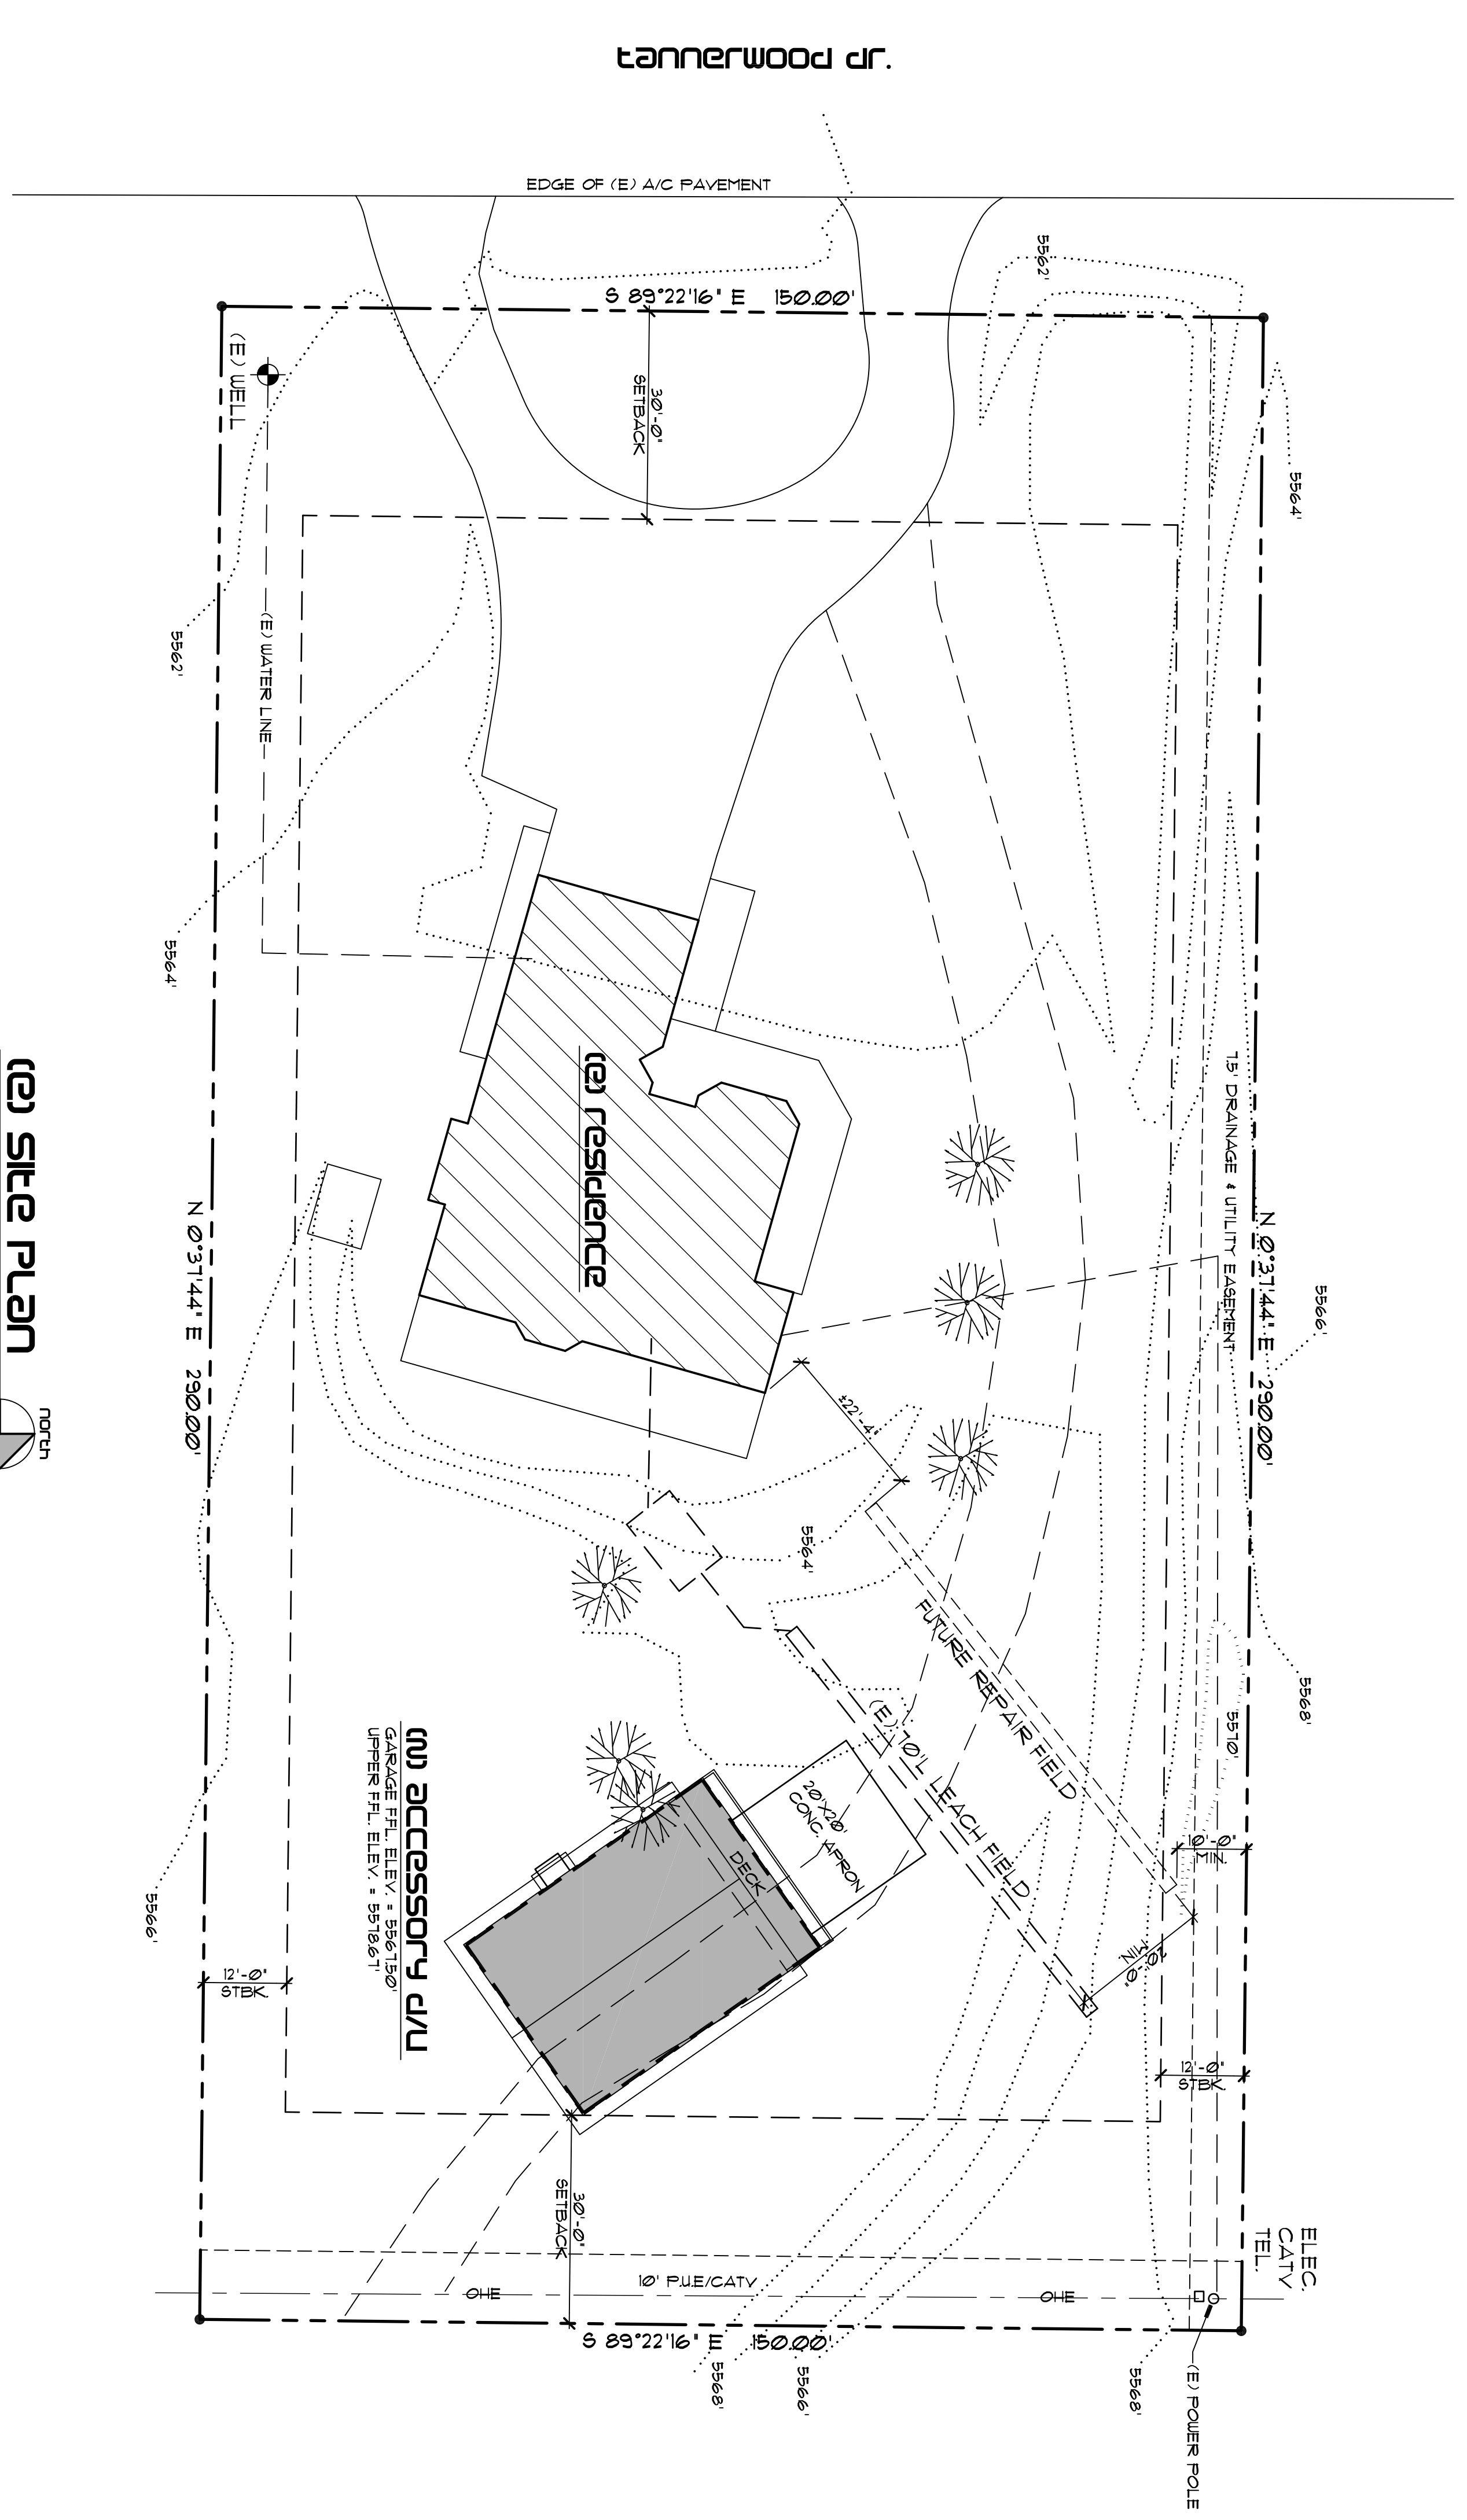 tannerwood dr.
EDGE OF (E) A/C PAVEMENT
5562'
S 89°22'16" E 150.00'
(E) WELL
30'-0"
SETBACK
5564'
5562'
(E) WATER LINE
5564'
7.5' DRAINAGE & UTILITY EASEMENT
(e) residence
(e) site plan
north
N 0°37'44" E 290.00'
N 0°37'44" E 290.00'
5566'
±22'-4"
5564'
FUTURE REPAIR FIELD
5568'
5570'
(E) 70'L LEACH FIELD
20'X20'
CONC. APRON
DECK
10'-0"
MIN.
20'-0"
MIN.
(n) accessory d/u
GARAGE F.FL. ELEV. = 5567.50'
UPPER F.FL. ELEV. = 5578.67'
5566'
12'-0"
STBK.
12'-0"
STBK.
30'-0"
SETBACK
ELEC.
CATV
TEL.
10' P.U.E/CATV
OHE
OHE
S 89°22'16" E 150.00'
5568'
5566'
5568'
(E) POWER POLE